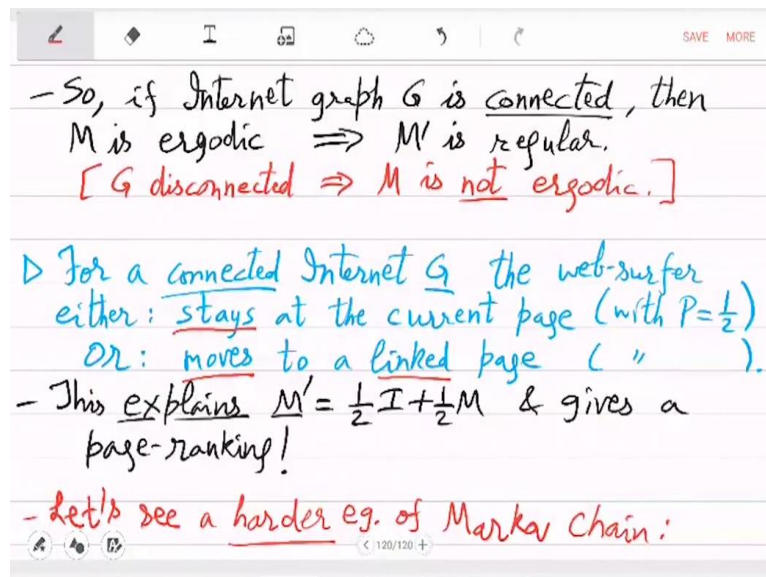 SAVE MORE
- So, if Internet graph G is connected, then
M is ergodic ⟹ M' is regular.
[G disconnected ⇒ M is not ergodic.]
▷ For a connected Internet G the web-surfer
either: stays at the current page (with P=1/2)
OR: moves to a linked page ( " ).
- This explains M' = 1/2 I + 1/2 M & gives a
page-ranking!
- Let's see a harder eg. of Markov Chain:
< 120/120 +